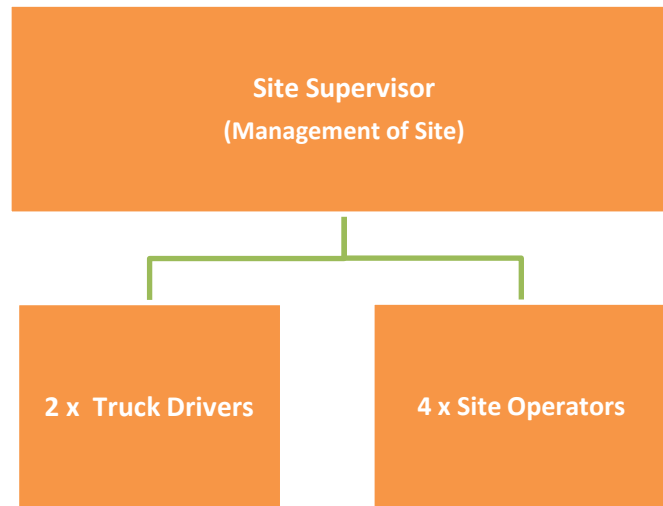 Site Supervisor
(Management of Site)
2 x  Truck Drivers
4 x Site Operators